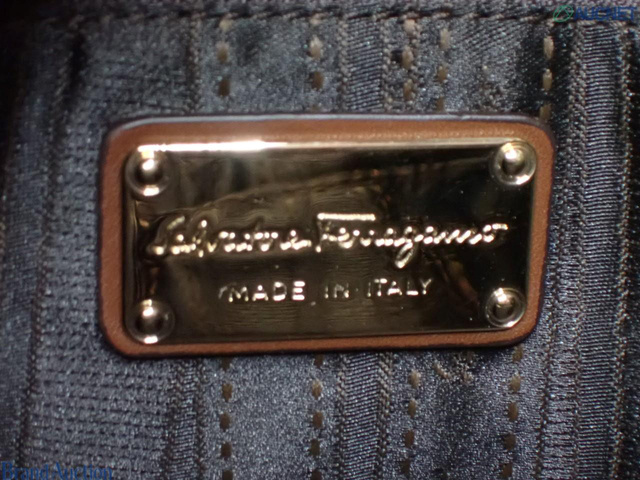 Salvatore Ferragamo
MADE IN ITALY
Brand Auction